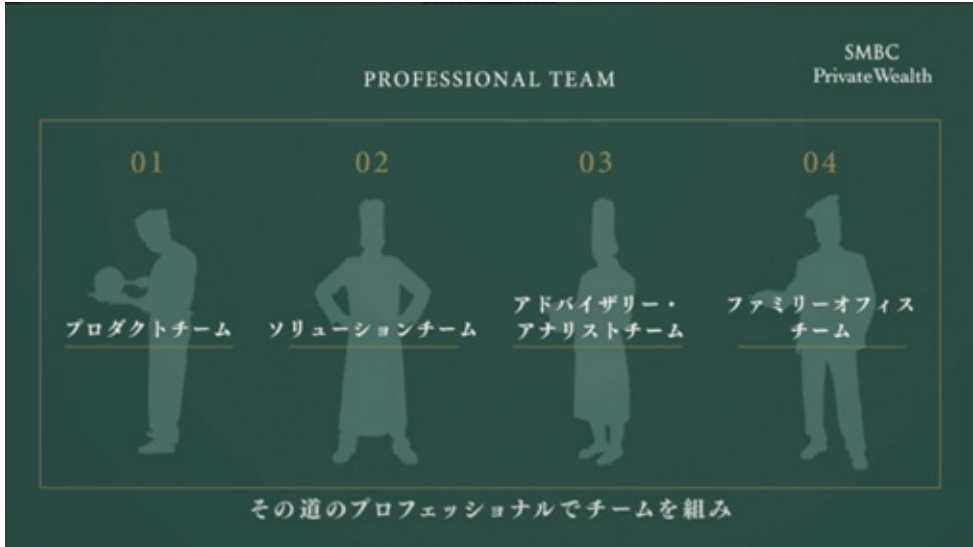 SMBC
Private Wealth
PROFESSIONAL TEAM
01
プロダクトチーム
02
ソリューションチーム
03
アドバイザリー・
アナリストチーム
04
ファミリーオフィス
チーム
その道のプロフェッショナルでチームを組み